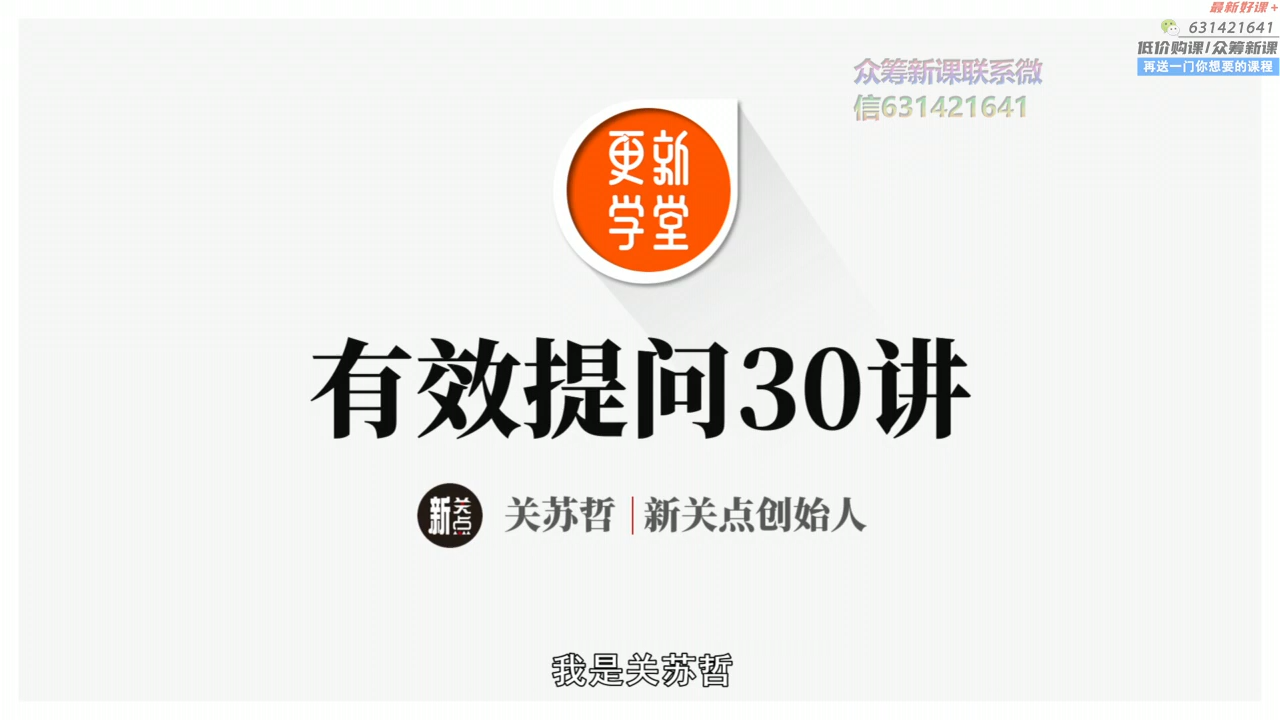 最新好课+
631421641
低价购课/众筹新课
再送一门你想要的课程
众筹新课联系微
信631421641
更新
学堂
有效提问30讲
新关点
关苏哲|新关点创始人
我是关苏哲